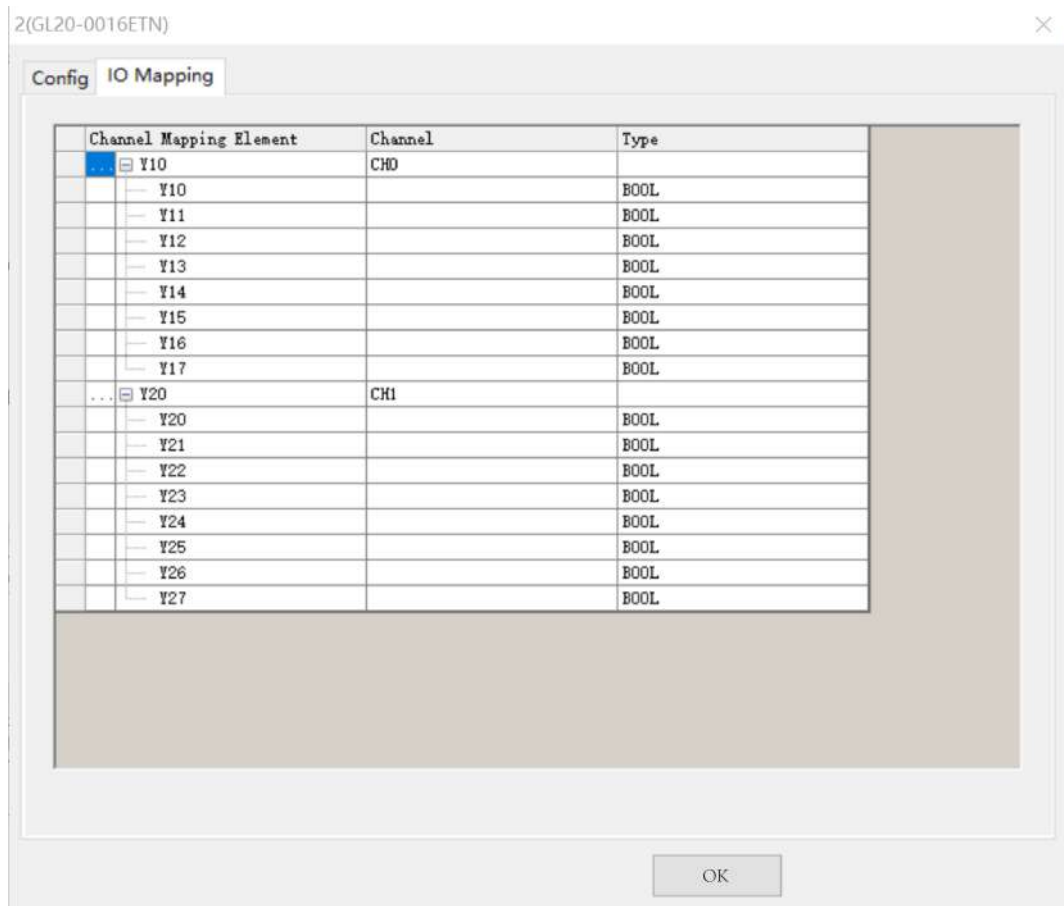 2(GL20-0016ETN)
Config IO Mapping
Channel Mapping Element Channel Type
... Y10 CH0
Y10 BOOL
Y11 BOOL
Y12 BOOL
Y13 BOOL
Y14 BOOL
Y15 BOOL
Y16 BOOL
Y17 BOOL
... Y20 CH1
Y20 BOOL
Y21 BOOL
Y22 BOOL
Y23 BOOL
Y24 BOOL
Y25 BOOL
Y26 BOOL
Y27 BOOL
OK